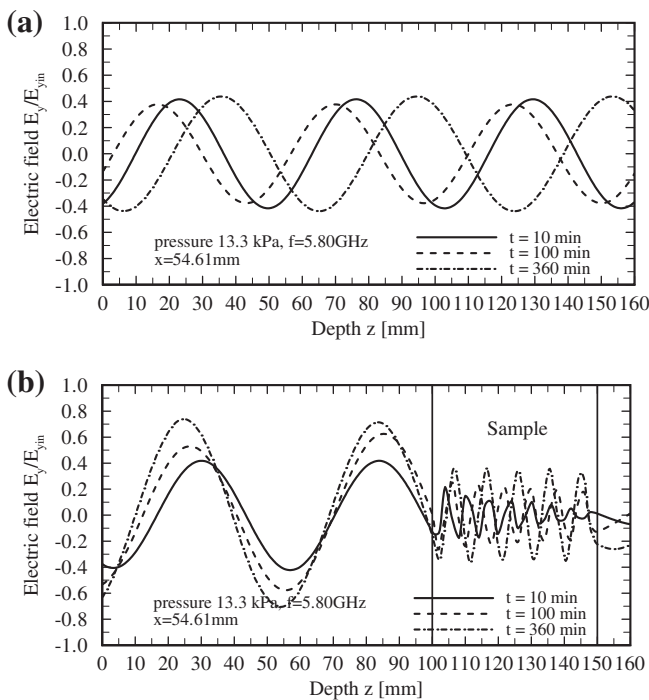 (a)
1.0
0.8
0.6
0.4
0.2
0.0
-0.2
-0.4
-0.6
-0.8
-1.0
Electric field Ey/Eyin
pressure 13.3 kPa, f=5.80GHz
x=54.61mm
t = 10 min
t = 100 min
t = 360 min
0 10 20 30 40 50 60 70 80 90 100 110 120 130 140 150 160
Depth z [mm]
(b)
1.0
0.8
0.6
0.4
0.2
0.0
-0.2
-0.4
-0.6
-0.8
-1.0
Electric field Ey/Eyin
Sample
pressure 13.3 kPa, f=5.80GHz
x=54.61mm
t = 10 min
t = 100 min
t = 360 min
0 10 20 30 40 50 60 70 80 90 100 110 120 130 140 150 160
Depth z [mm]